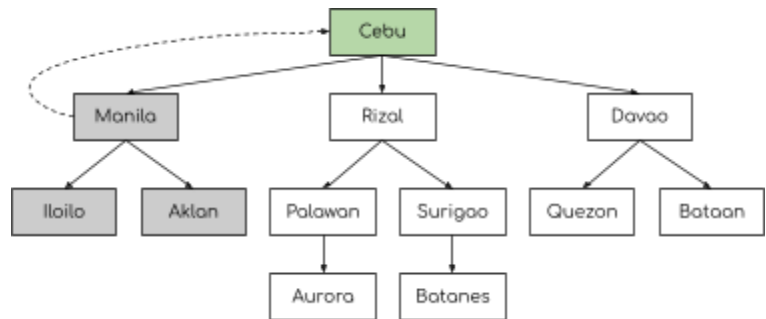 Cebu
Manila
Rizal
Davao
Iloilo
Aklan
Palawan
Surigao
Quezon
Bataan
Aurora
Batanes